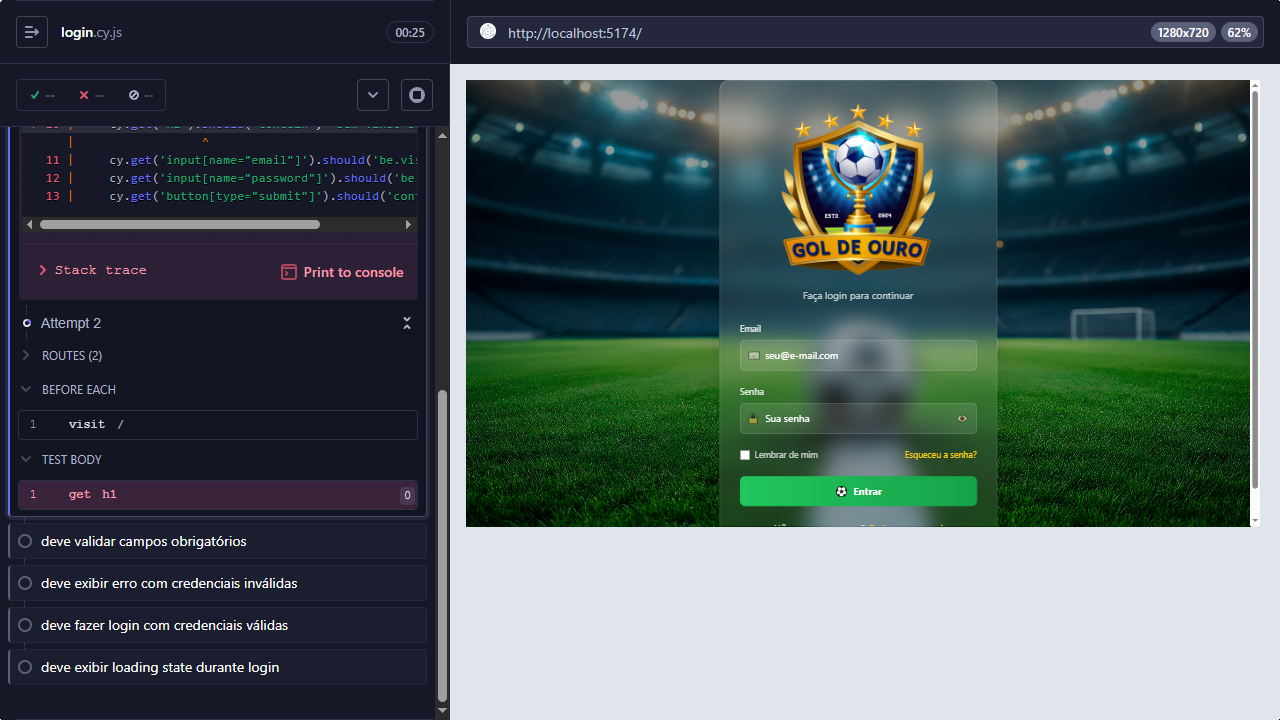 login.cy.js
00:25
http://localhost:5174/
1280x720
62%
--
--
--
11 | cy.get('input[name="email"]').should('be.vis
12 | cy.get('input[name="password"]').should('be
13 | cy.get('button[type="submit"]').should('cont
Stack trace
Print to console
Attempt 2
ROUTES (2)
BEFORE EACH
1 visit /
TEST BODY
1 get h1 0
deve validar campos obrigatórios
deve exibir erro com credenciais inválidas
deve fazer login com credenciais válidas
deve exibir loading state durante login
GOL DE OURO
Faça login para continuar
Email
seu@e-mail.com
Senha
Sua senha
Lembrar de mim
Esqueceu a senha?
Entrar